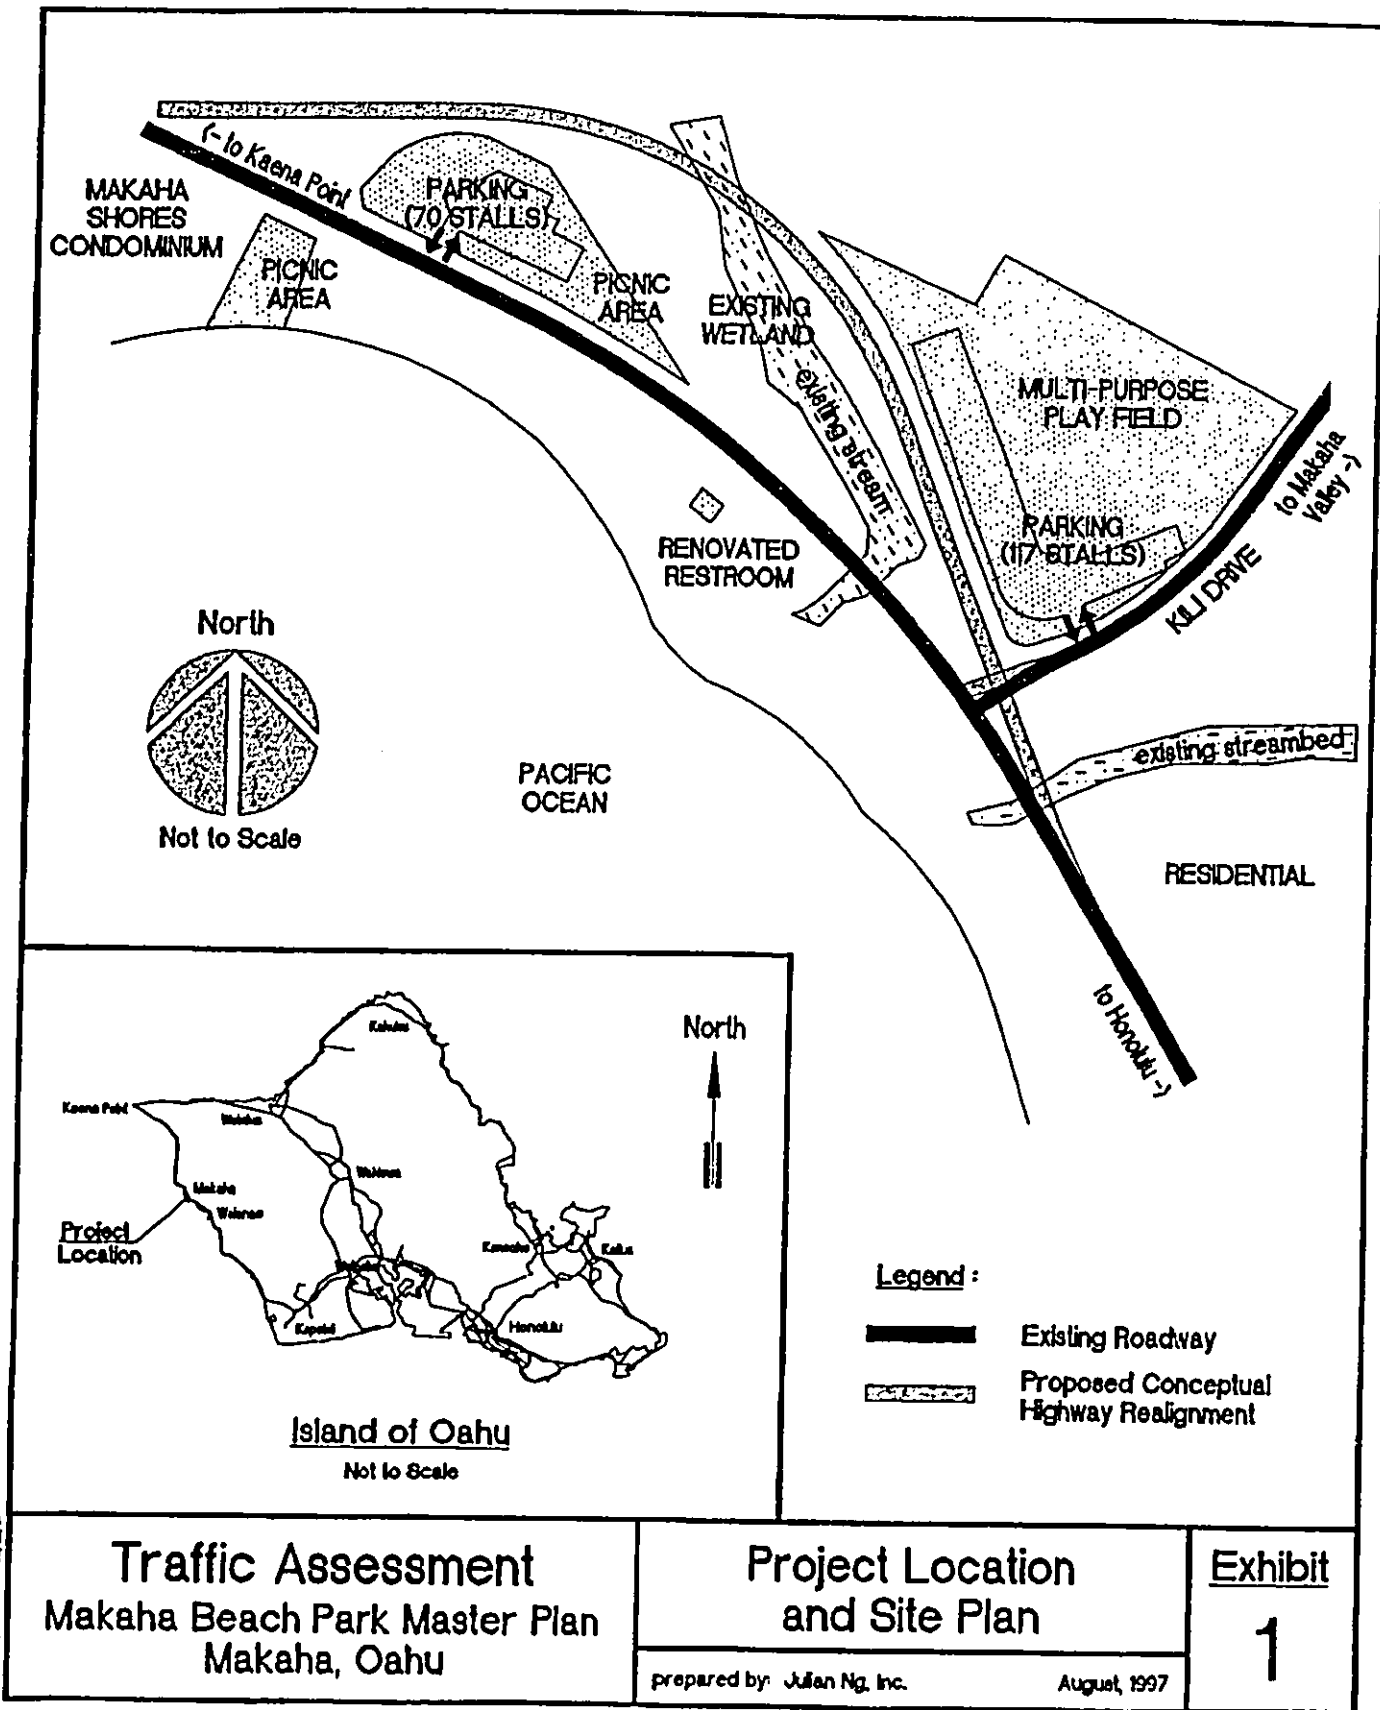 <- to Kaena Point
MAKAHA
SHORES
CONDOMINIUM
PARKING
(70 STALLS)
PICNIC
AREA
PICNIC
AREA
EXISTING
WETLAND
existing stream
MULTI-PURPOSE
PLAY FIELD
to Makaha
Valley ->
PARKING
(117 STALLS)
KILI DRIVE
RENOVATED
RESTROOM
North
Not to Scale
PACIFIC
OCEAN
existing streambed
RESIDENTIAL
to Honolulu ->
North
Kahuku
Kaena Point
Makaha
Waianae
Project
Location
Kailua
Honolulu
Island of Oahu
Not to Scale
Legend :
Existing Roadway
Proposed Conceptual
Highway Realignment
Traffic Assessment
Makaha Beach Park Master Plan
Makaha, Oahu
Project Location
and Site Plan
prepared by: Julian Ng, Inc.
August, 1997
Exhibit
1